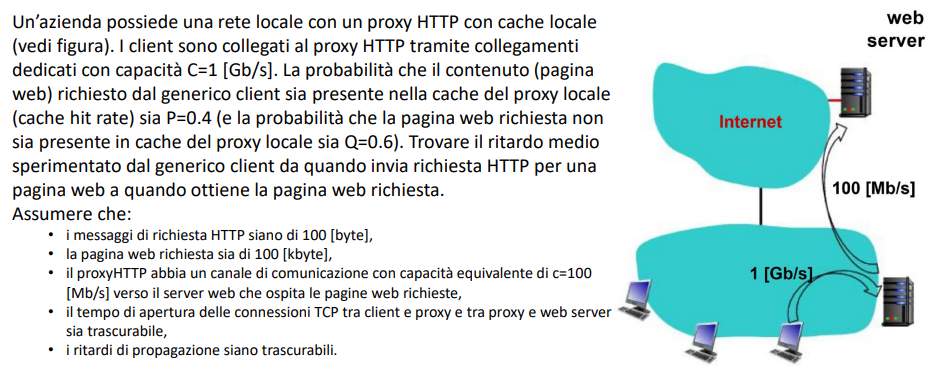 Un'azienda possiede una rete locale con un proxy HTTP con cache locale
(vedi figura). I client sono collegati al proxy HTTP tramite collegamenti
dedicati con capacità C=1 [Gb/s]. La probabilità che il contenuto (pagina
web) richiesto dal generico client sia presente nella cache del proxy locale
(cache hit rate) sia P=0.4 (e la probabilità che la pagina web richiesta non
sia presente in cache del proxy locale sia Q=0.6). Trovare il ritardo medio
sperimentato dal generico client da quando invia richiesta HTTP per una
pagina web a quando ottiene la pagina web richiesta.
Assumere che:
• i messaggi di richiesta HTTP siano di 100 [byte],
• la pagina web richiesta sia di 100 [kbyte],
• il proxyHTTP abbia un canale di comunicazione con capacità equivalente di c=100
[Mb/s] verso il server web che ospita le pagine web richieste,
• il tempo di apertura delle connessioni TCP tra client e proxy e tra proxy e web server
sia trascurabile,
• i ritardi di propagazione siano trascurabili.
web
server
Internet
100 [Mb/s]
1 [Gb/s]